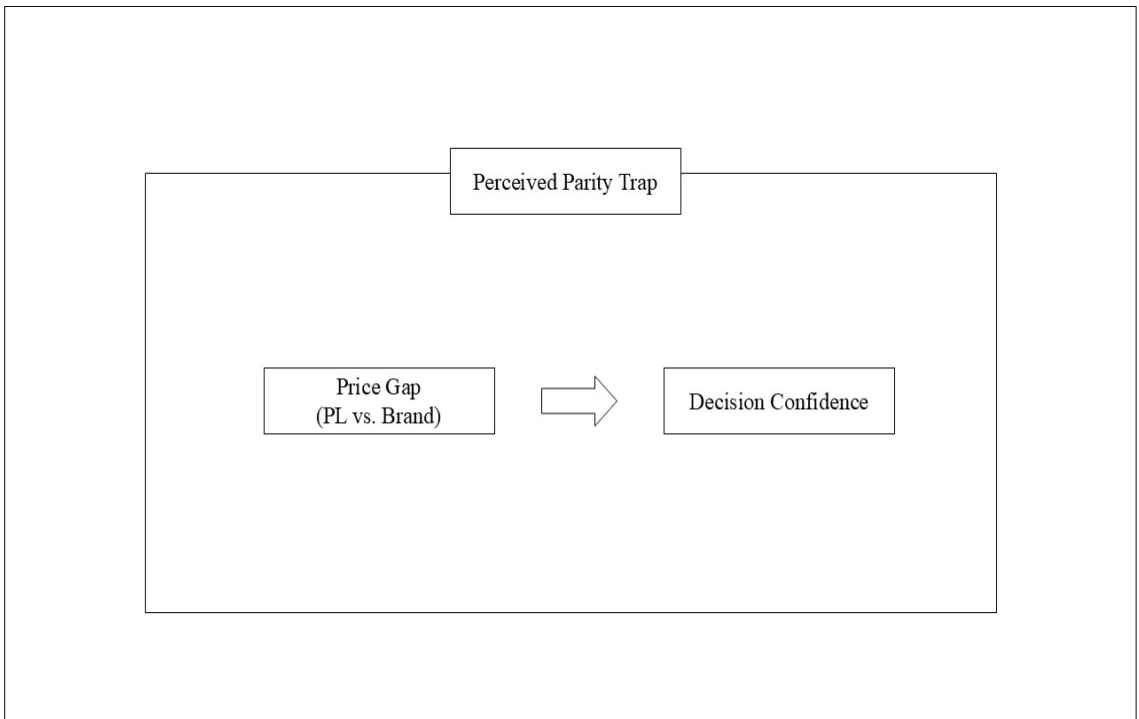 Perceived Parity Trap
Price Gap
(PL vs. Brand)
Decision Confidence